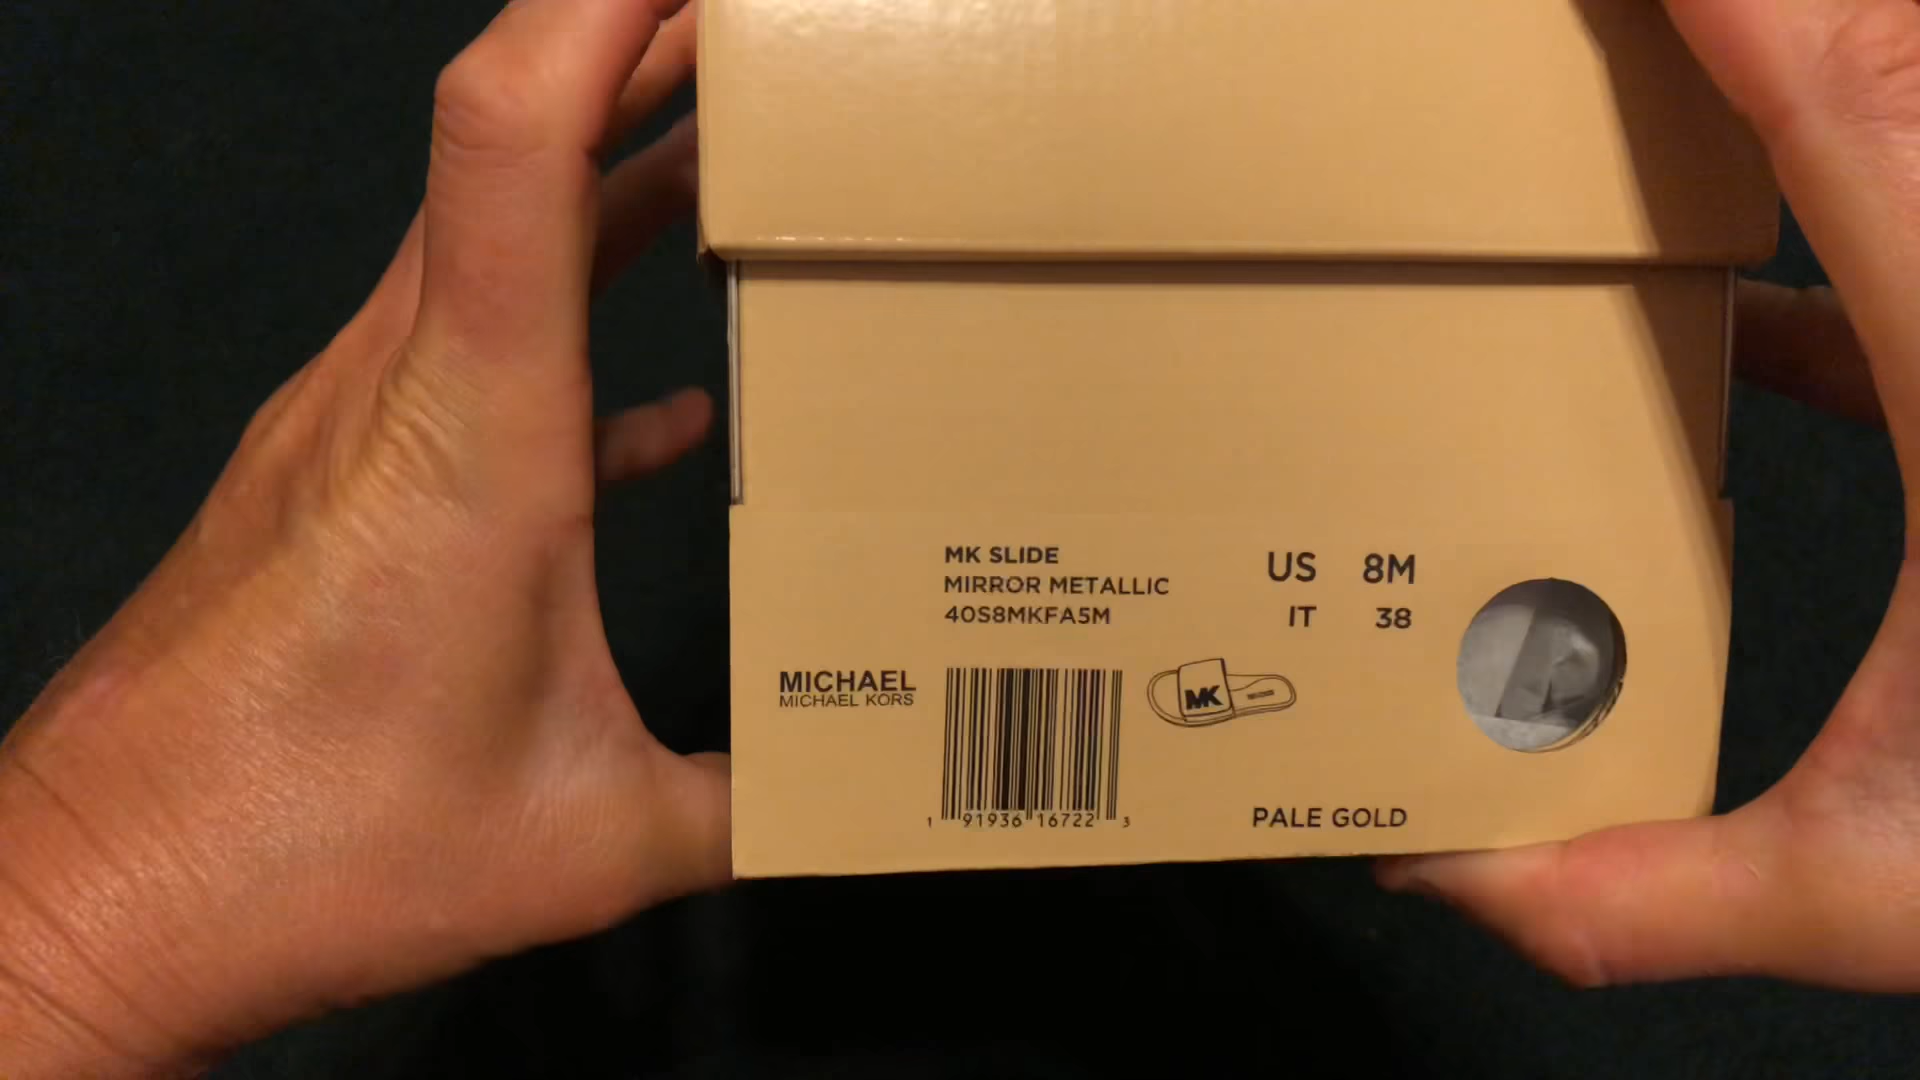 MK SLIDE
MIRROR METALLIC
40S8MKFA5M
US 8M
IT 38
MICHAEL
MICHAEL KORS
MK
1 91936 16722 3
PALE GOLD